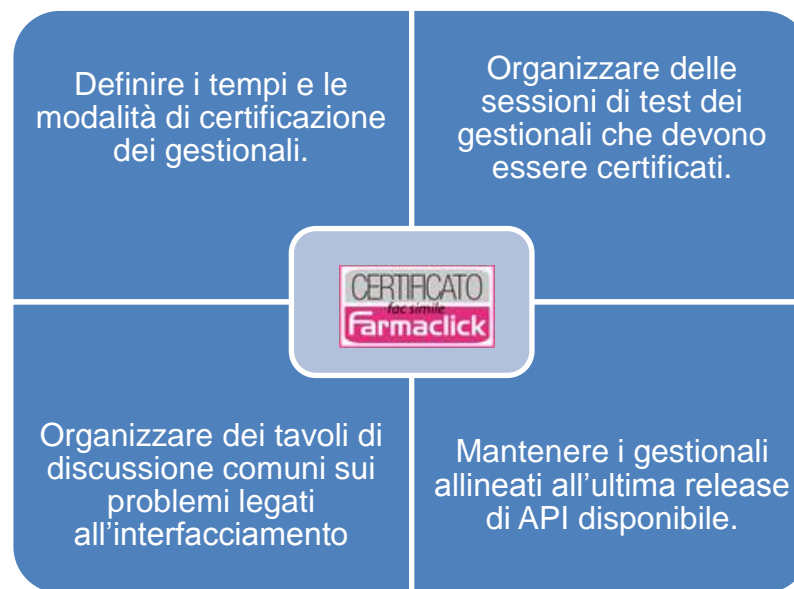 Definire i tempi e le
modalità di certificazione
dei gestionali.
Organizzare delle
sessioni di test dei
gestionali che devono
essere certificati.
CERTIFICATO
fac simile
Farmaclick
Organizzare dei tavoli di
discussione comuni sui
problemi legati
all'interfacciamento
Mantenere i gestionali
allineati all'ultima release
di API disponibile.